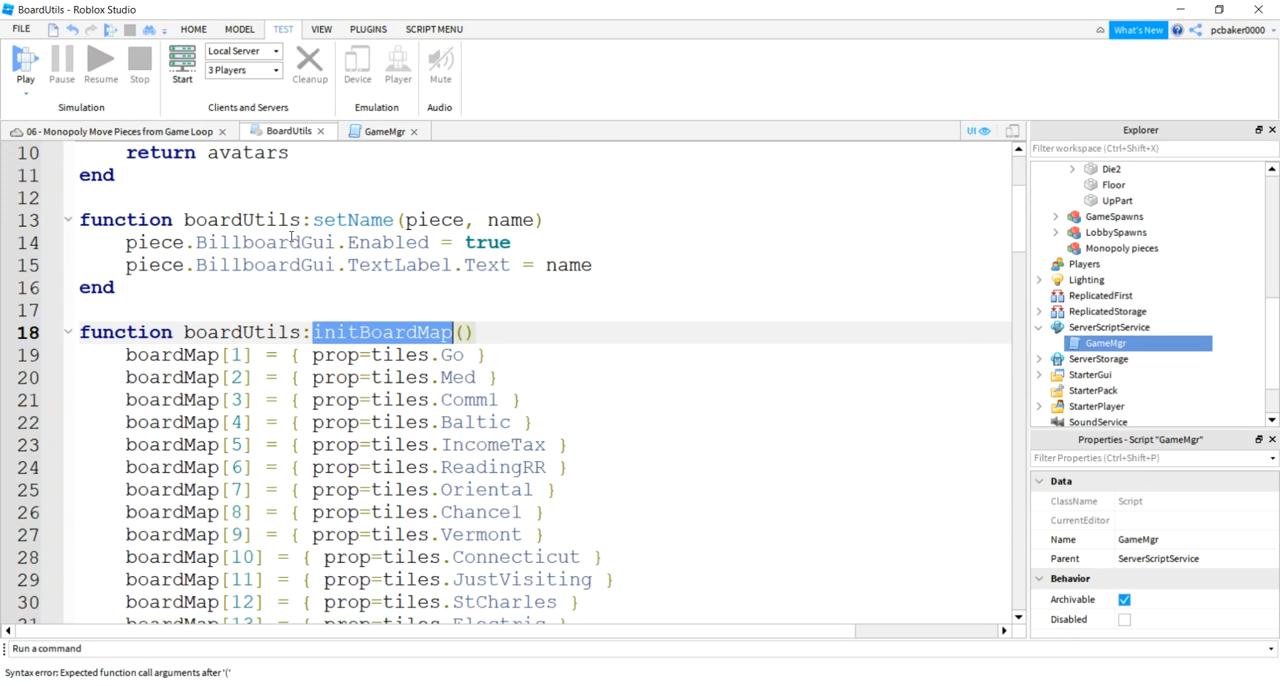 BoardUtils - Roblox Studio
FILE HOME MODEL TEST VIEW PLUGINS SCRIPT MENU What's New pcbaker0000
Play Pause Resume Stop Start Local Server 3 Players Cleanup Device Player Mute
Simulation Clients and Servers Emulation Audio
06 - Monopoly Move Pieces from Game Loop BoardUtils GameMgr UI
10 return avatars
11 end
12
13 function boardUtils:setName(piece, name)
14 piece.BillboardGui.Enabled = true
15 piece.BillboardGui.TextLabel.Text = name
16 end
17
18 function boardUtils:initBoardMap()
19 boardMap[1] = { prop=tiles.Go }
20 boardMap[2] = { prop=tiles.Med }
21 boardMap[3] = { prop=tiles.Comm1 }
22 boardMap[4] = { prop=tiles.Baltic }
23 boardMap[5] = { prop=tiles.IncomeTax }
24 boardMap[6] = { prop=tiles.ReadingRR }
25 boardMap[7] = { prop=tiles.Oriental }
26 boardMap[8] = { prop=tiles.Chance1 }
27 boardMap[9] = { prop=tiles.Vermont }
28 boardMap[10] = { prop=tiles.Connecticut }
29 boardMap[11] = { prop=tiles.JustVisiting }
30 boardMap[12] = { prop=tiles.StCharles }
Explorer
Filter workspace (Ctrl+Shift+X)
Die2
Floor
UpPart
GameSpawns
LobbySpawns
Monopoly pieces
Players
Lighting
ReplicatedFirst
ReplicatedStorage
ServerScriptService
GameMgr
ServerStorage
StarterGui
StarterPack
StarterPlayer
SoundService
Properties - Script "GameMgr"
Filter Properties (Ctrl+Shift+P)
Data
ClassName Script
CurrentEditor
Name GameMgr
Parent ServerScriptService
Behavior
Archivable
Disabled
Run a command
Syntax error: Expected function call arguments after '('